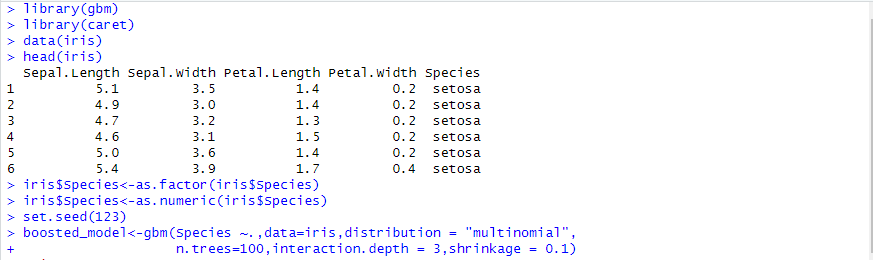 > library(gbm)
> library(caret)
> data(iris)
> head(iris)
  Sepal.Length Sepal.Width Petal.Length Petal.Width Species
1          5.1         3.5          1.4         0.2  setosa
2          4.9         3.0          1.4         0.2  setosa
3          4.7         3.2          1.3         0.2  setosa
4          4.6         3.1          1.5         0.2  setosa
5          5.0         3.6          1.4         0.2  setosa
6          5.4         3.9          1.7         0.4  setosa
> iris$Species<-as.factor(iris$Species)
> iris$Species<-as.numeric(iris$Species)
> set.seed(123)
> boosted_model<-gbm(Species ~.,data=iris,distribution = "multinomial",
+                    n.trees=100,interaction.depth = 3,shrinkage = 0.1)